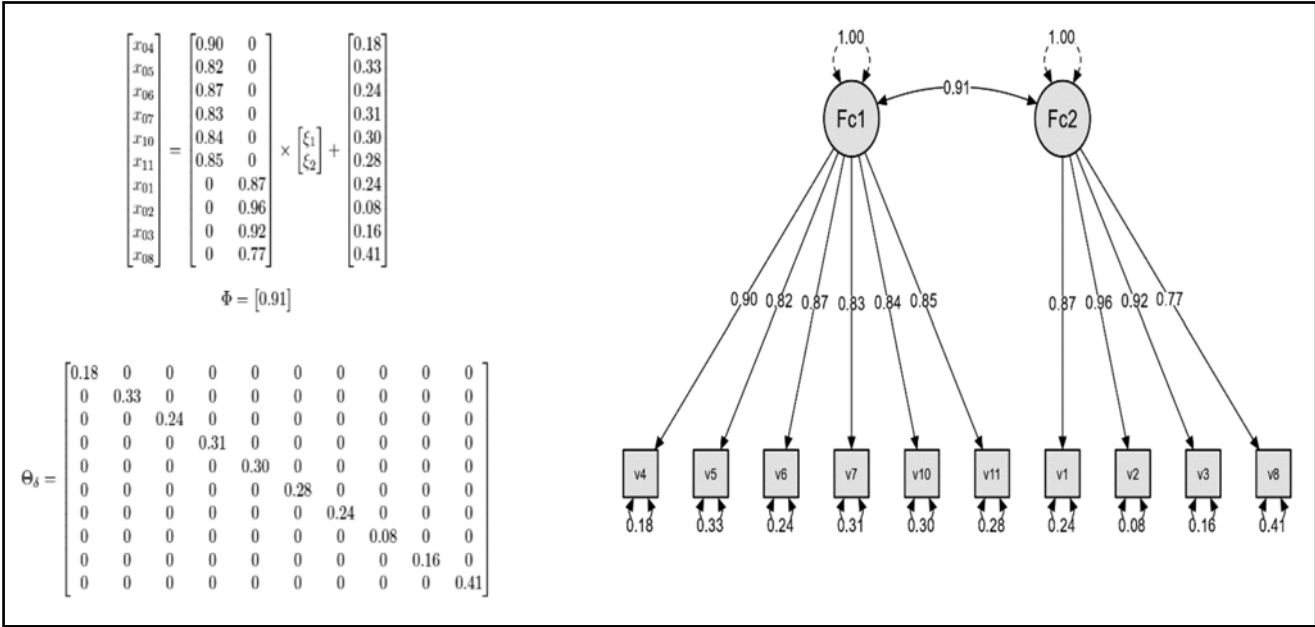 x₀₄ 0.90 0 0.18
x₀₅ 0.82 0 0.33
x₀₆ 0.87 0 0.24
x₀₇ 0.83 0 0.31
x₁₀ 0.84 0 ξ₁ 0.30
x₁₁ = 0.85 0 × ξ₂ + 0.28
x₀₁ 0 0.87 0.24
x₀₂ 0 0.96 0.08
x₀₃ 0 0.92 0.16
x₀₈ 0 0.77 0.41
Φ = [0.91]
Θδ =
0.18 0 0 0 0 0 0 0 0 0
0 0.33 0 0 0 0 0 0 0 0
0 0 0.24 0 0 0 0 0 0 0
0 0 0 0.31 0 0 0 0 0 0
0 0 0 0 0.30 0 0 0 0 0
0 0 0 0 0 0.28 0 0 0 0
0 0 0 0 0 0 0.24 0 0 0
0 0 0 0 0 0 0 0.08 0 0
0 0 0 0 0 0 0 0 0.16 0
0 0 0 0 0 0 0 0 0 0.41
1.00 1.00
0.91
Fc1 Fc2
0.90 0.82 0.87 0.83 0.84 0.85 0.87 0.96 0.92 0.77
v4 v5 v6 v7 v10 v11 v1 v2 v3 v8
0.18 0.33 0.24 0.31 0.30 0.28 0.24 0.08 0.16 0.41